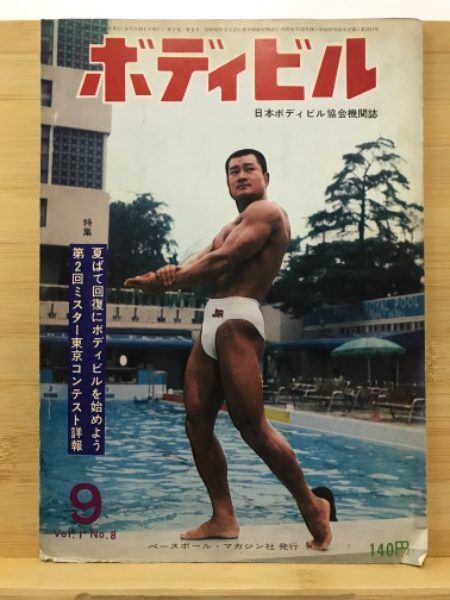 ボディビル
日本ボディビル協会機関誌
特集
夏ばて回復にボディビルを始めよう
第2回ミスター東京コンテスト詳報
9
Vol.1 No.8
ベースボール・マガジン社 発行
140円